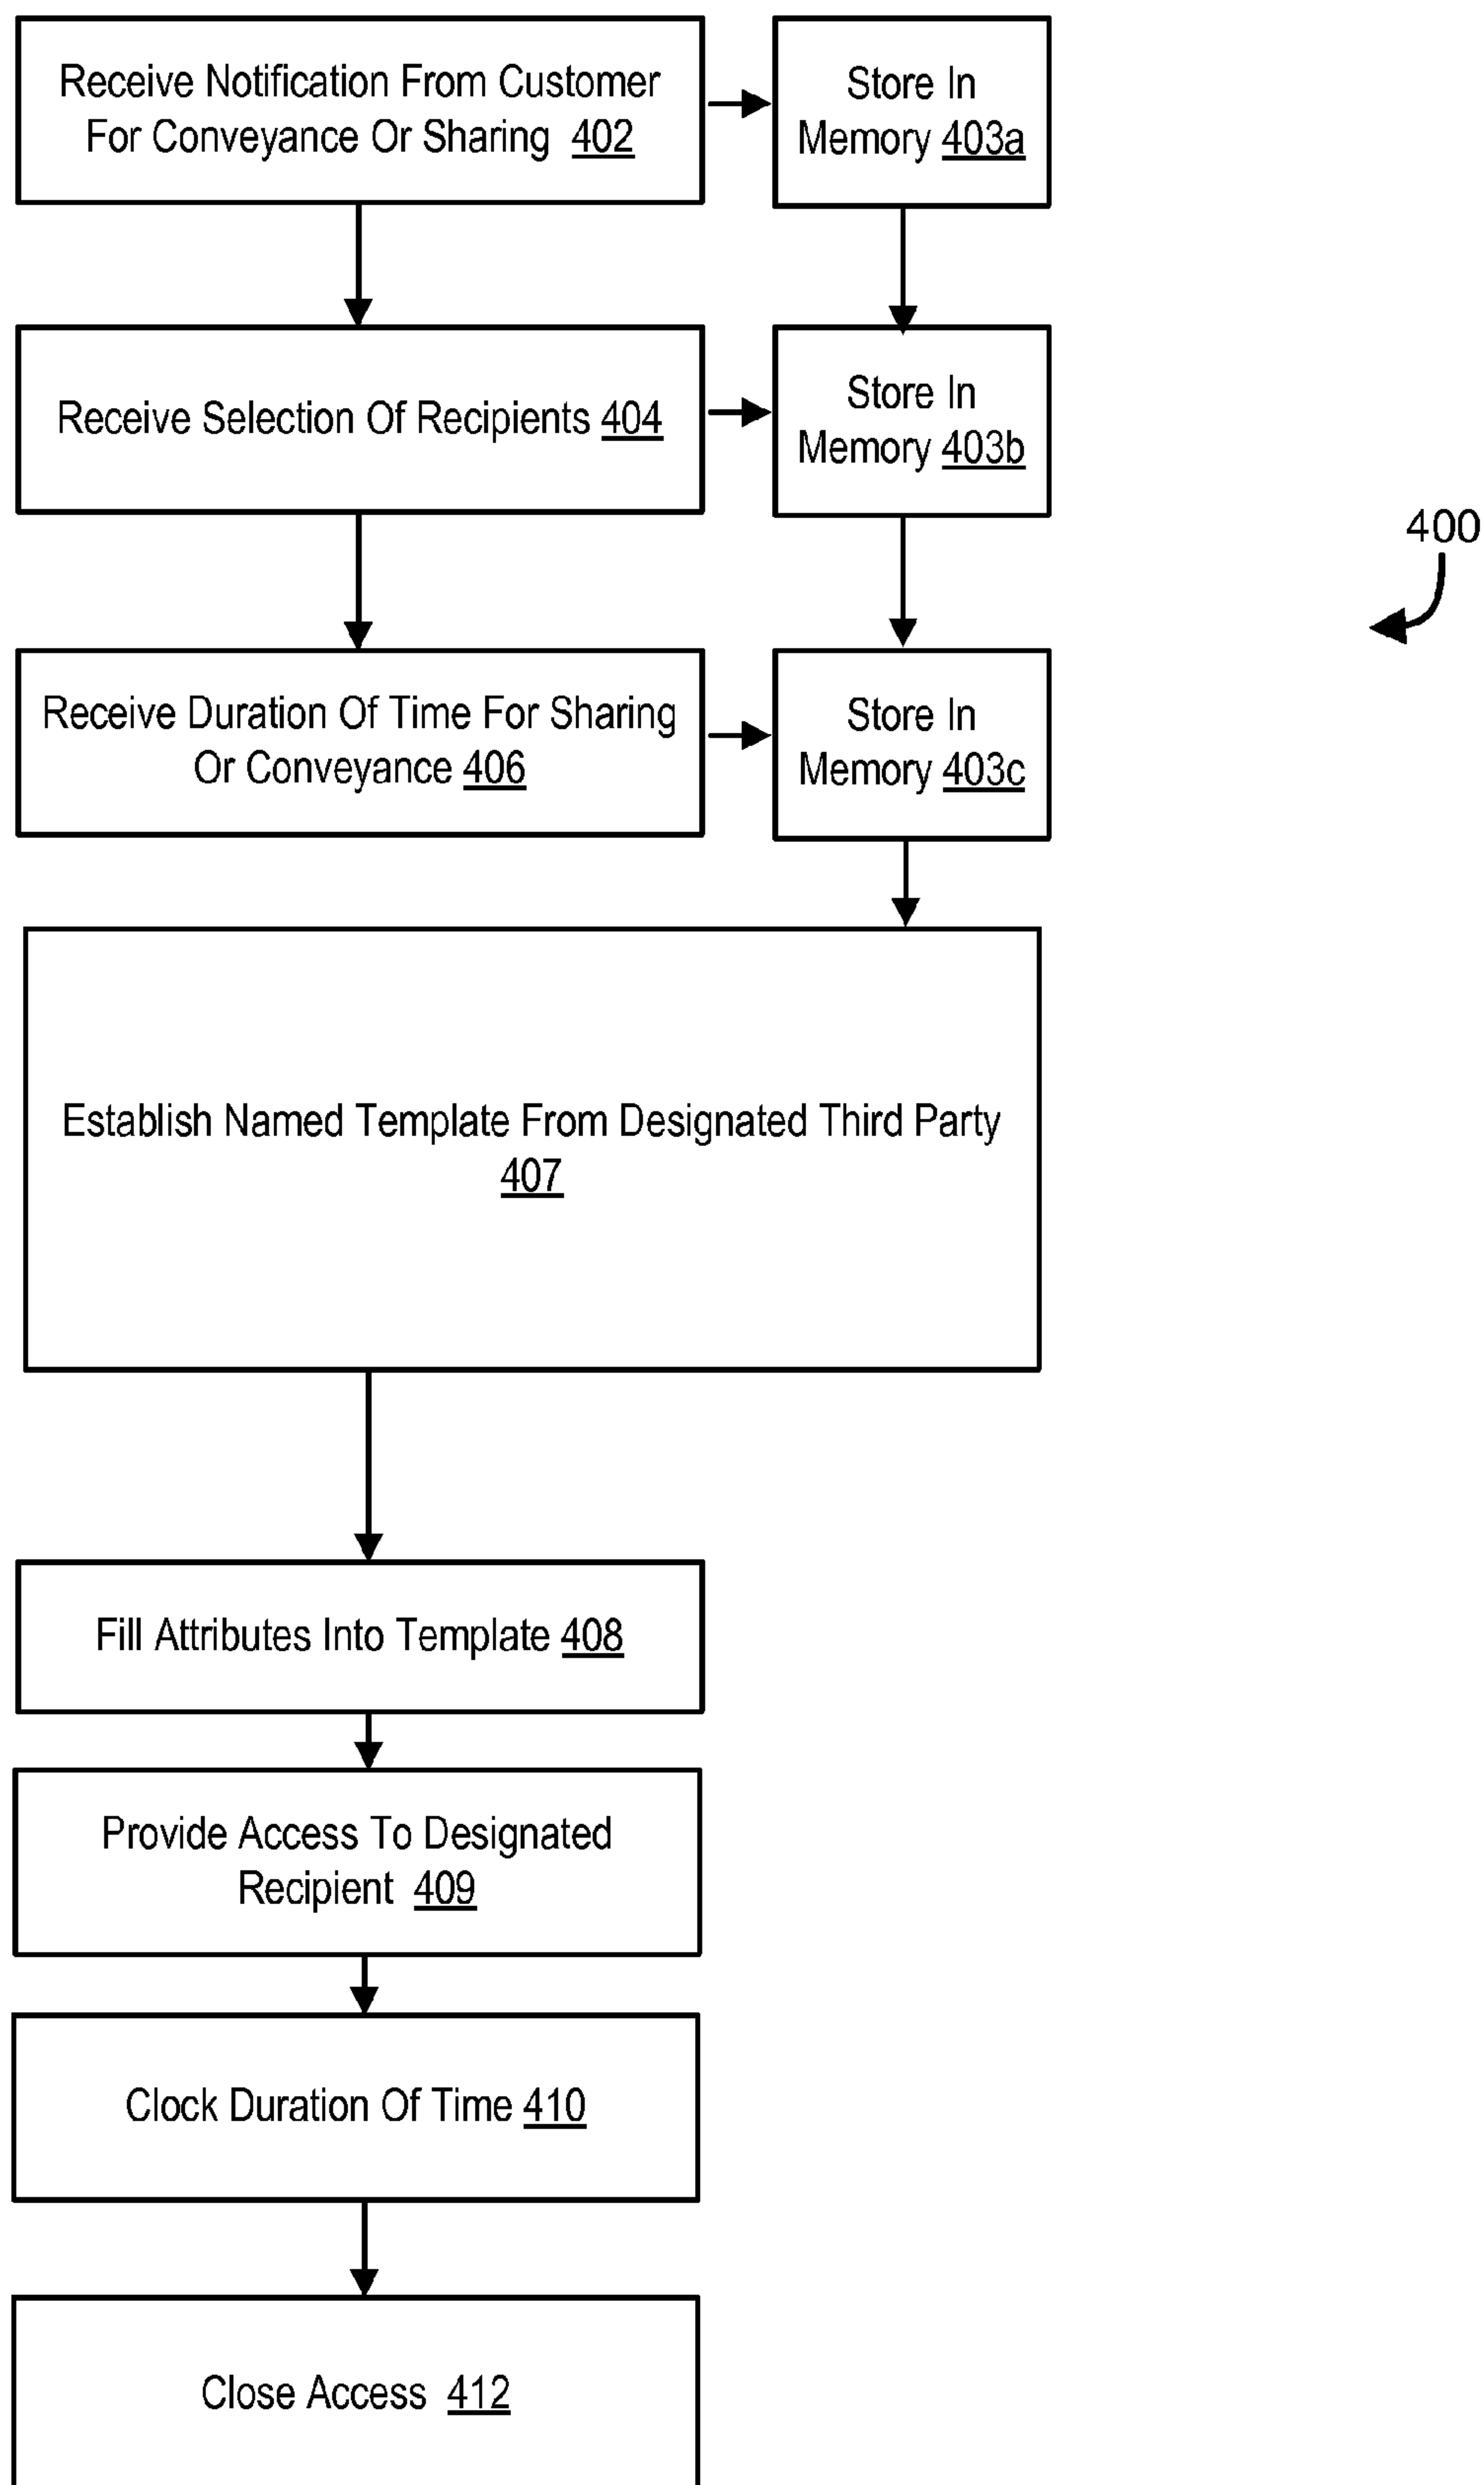 Receive Notification From Customer
For Conveyance Or Sharing 402
Store In
Memory 403a
Receive Selection Of Recipients 404
Store In
Memory 403b
400
Receive Duration Of Time For Sharing
Or Conveyance 406
Store In
Memory 403c
Establish Named Template From Designated Third Party
407
Fill Attributes Into Template 408
Provide Access To Designated
Recipient 409
Clock Duration Of Time 410
Close Access 412